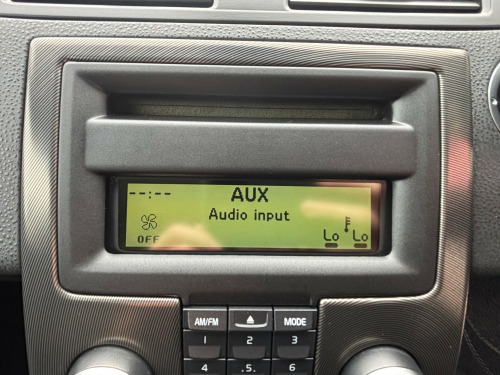 --:-- AUX
Audio input
OFF Lo Lo
AM/FM MODE
1 2 3
4 .5. 6